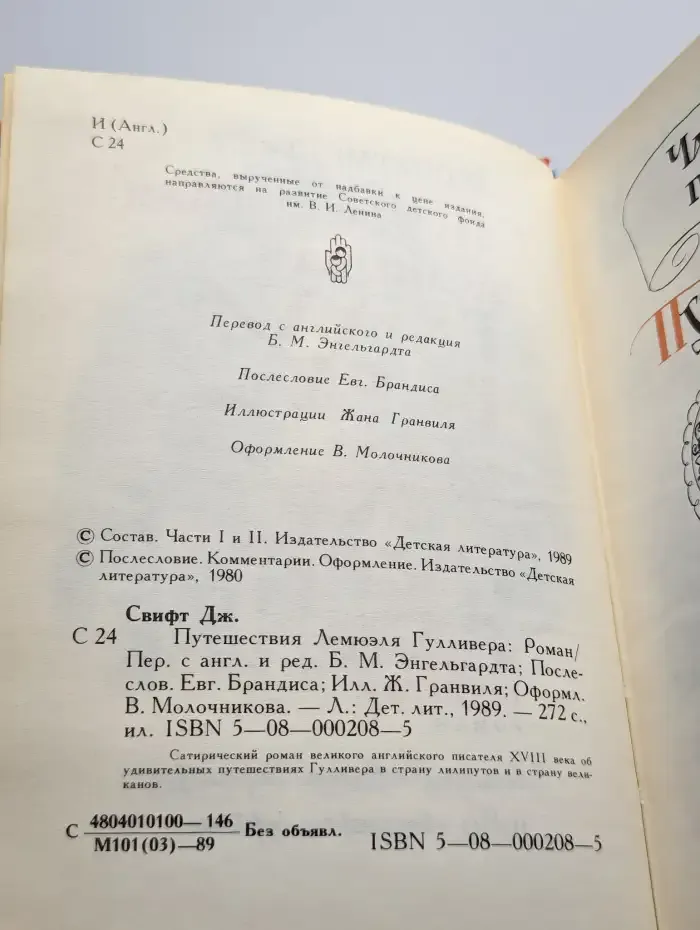 И (Англ.)
С 24
Средства, вырученные от надбавки к цене издания,
направляются на развитие Советского детского фонда
им. В. И. Ленина
Перевод с английского и редакция
Б. М. Энгельгардта
Послесловие Евг. Брандиса
Иллюстрации Жана Гранвиля
Оформление В. Молочникова
© Состав. Части I и II. Издательство «Детская литература», 1989
© Послесловие. Комментарии. Оформление. Издательство «Детская
литература», 1980
Свифт Дж.
С 24 Путешествия Лемюэля Гулливера: Роман/
Пер. с англ. и ред. Б. М. Энгельгардта; После-
слов. Евг. Брандиса; Илл. Ж. Гранвиля; Оформл.
В. Молочникова. — Л.: Дет. лит., 1989. — 272 с.,
ил. ISBN 5—08—000208—5
Сатирический роман великого английского писателя XVIII века об
удивительных путешествиях Гулливера в страну лилипутов и в страну вели-
канов.
С 4804010100—146 Без объявл.
М101(03)—89
ISBN 5—08—000208—5